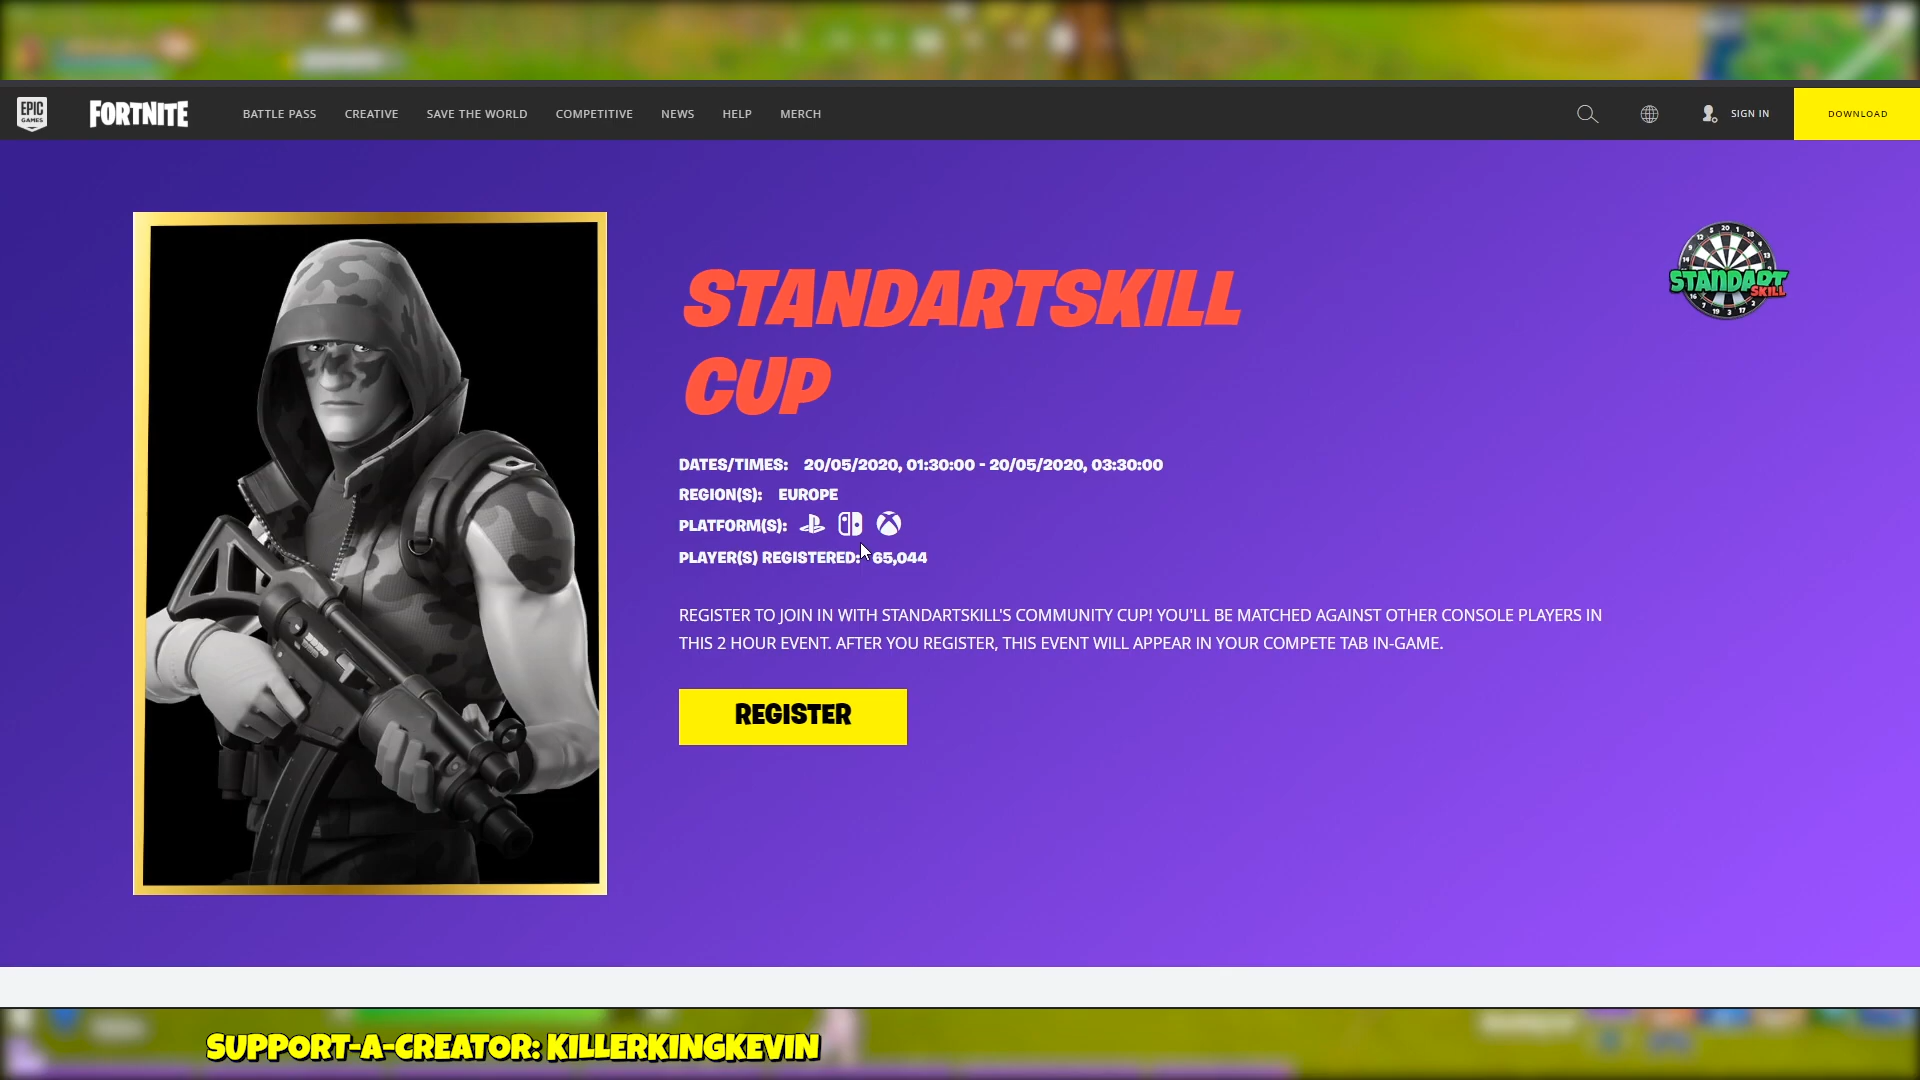 EPIC
GAMES
FORTNITE
BATTLE PASS
CREATIVE
SAVE THE WORLD
COMPETITIVE
NEWS
HELP
MERCH
SIGN IN
DOWNLOAD
STANDARTSKILL
CUP
STANDART
SKILL
DATES/TIMES: 20/05/2020, 01:30:00 - 20/05/2020, 03:30:00
REGION(S): EUROPE
PLATFORM(S):
PLAYER(S) REGISTERED: 65,044
REGISTER TO JOIN IN WITH STANDARTSKILL'S COMMUNITY CUP! YOU'LL BE MATCHED AGAINST OTHER CONSOLE PLAYERS IN
THIS 2 HOUR EVENT. AFTER YOU REGISTER, THIS EVENT WILL APPEAR IN YOUR COMPETE TAB IN-GAME.
REGISTER
SUPPORT-A-CREATOR: KILLERKINGKEVIN